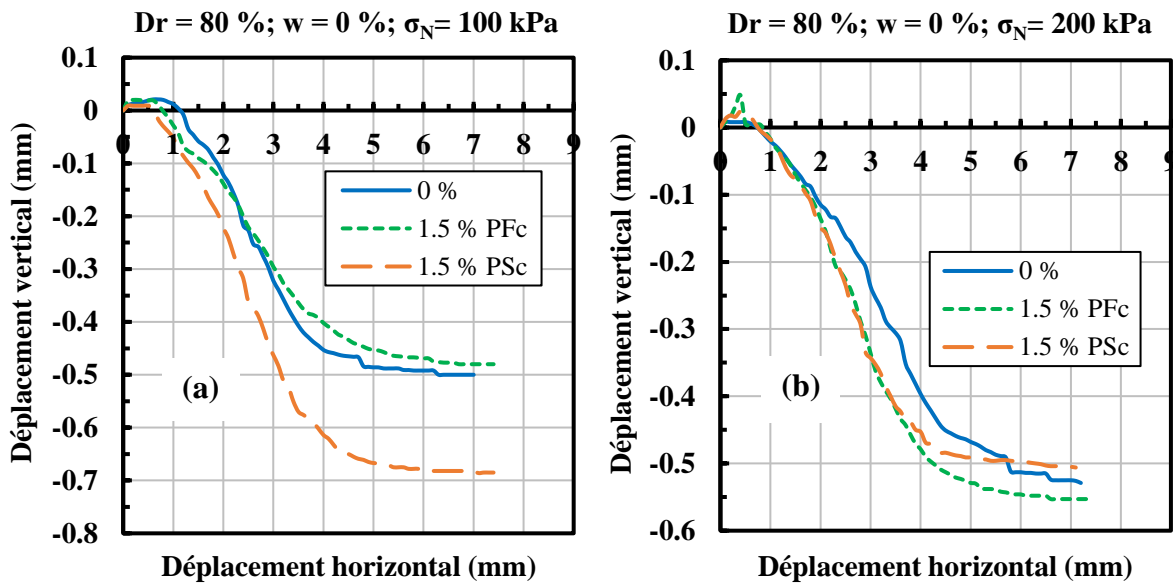 Dr = 80 %; w = 0 %; σN= 100 kPa
0.1
0
-0.1
-0.2
-0.3
-0.4
-0.5
-0.6
-0.7
-0.8
0 1 2 3 4 5 6 7 8 9
Déplacement vertical (mm)
0 %
1.5 % PFc
1.5 % PSc
(a)
Déplacement horizontal (mm)
Dr = 80 %; w = 0 %; σN= 200 kPa
0.1
0
-0.1
-0.2
-0.3
-0.4
-0.5
-0.6
0 1 2 3 4 5 6 7 8 9
Déplacement vertical (mm)
0 %
1.5 % PFc
1.5 % PSc
(b)
Déplacement horizontal (mm)